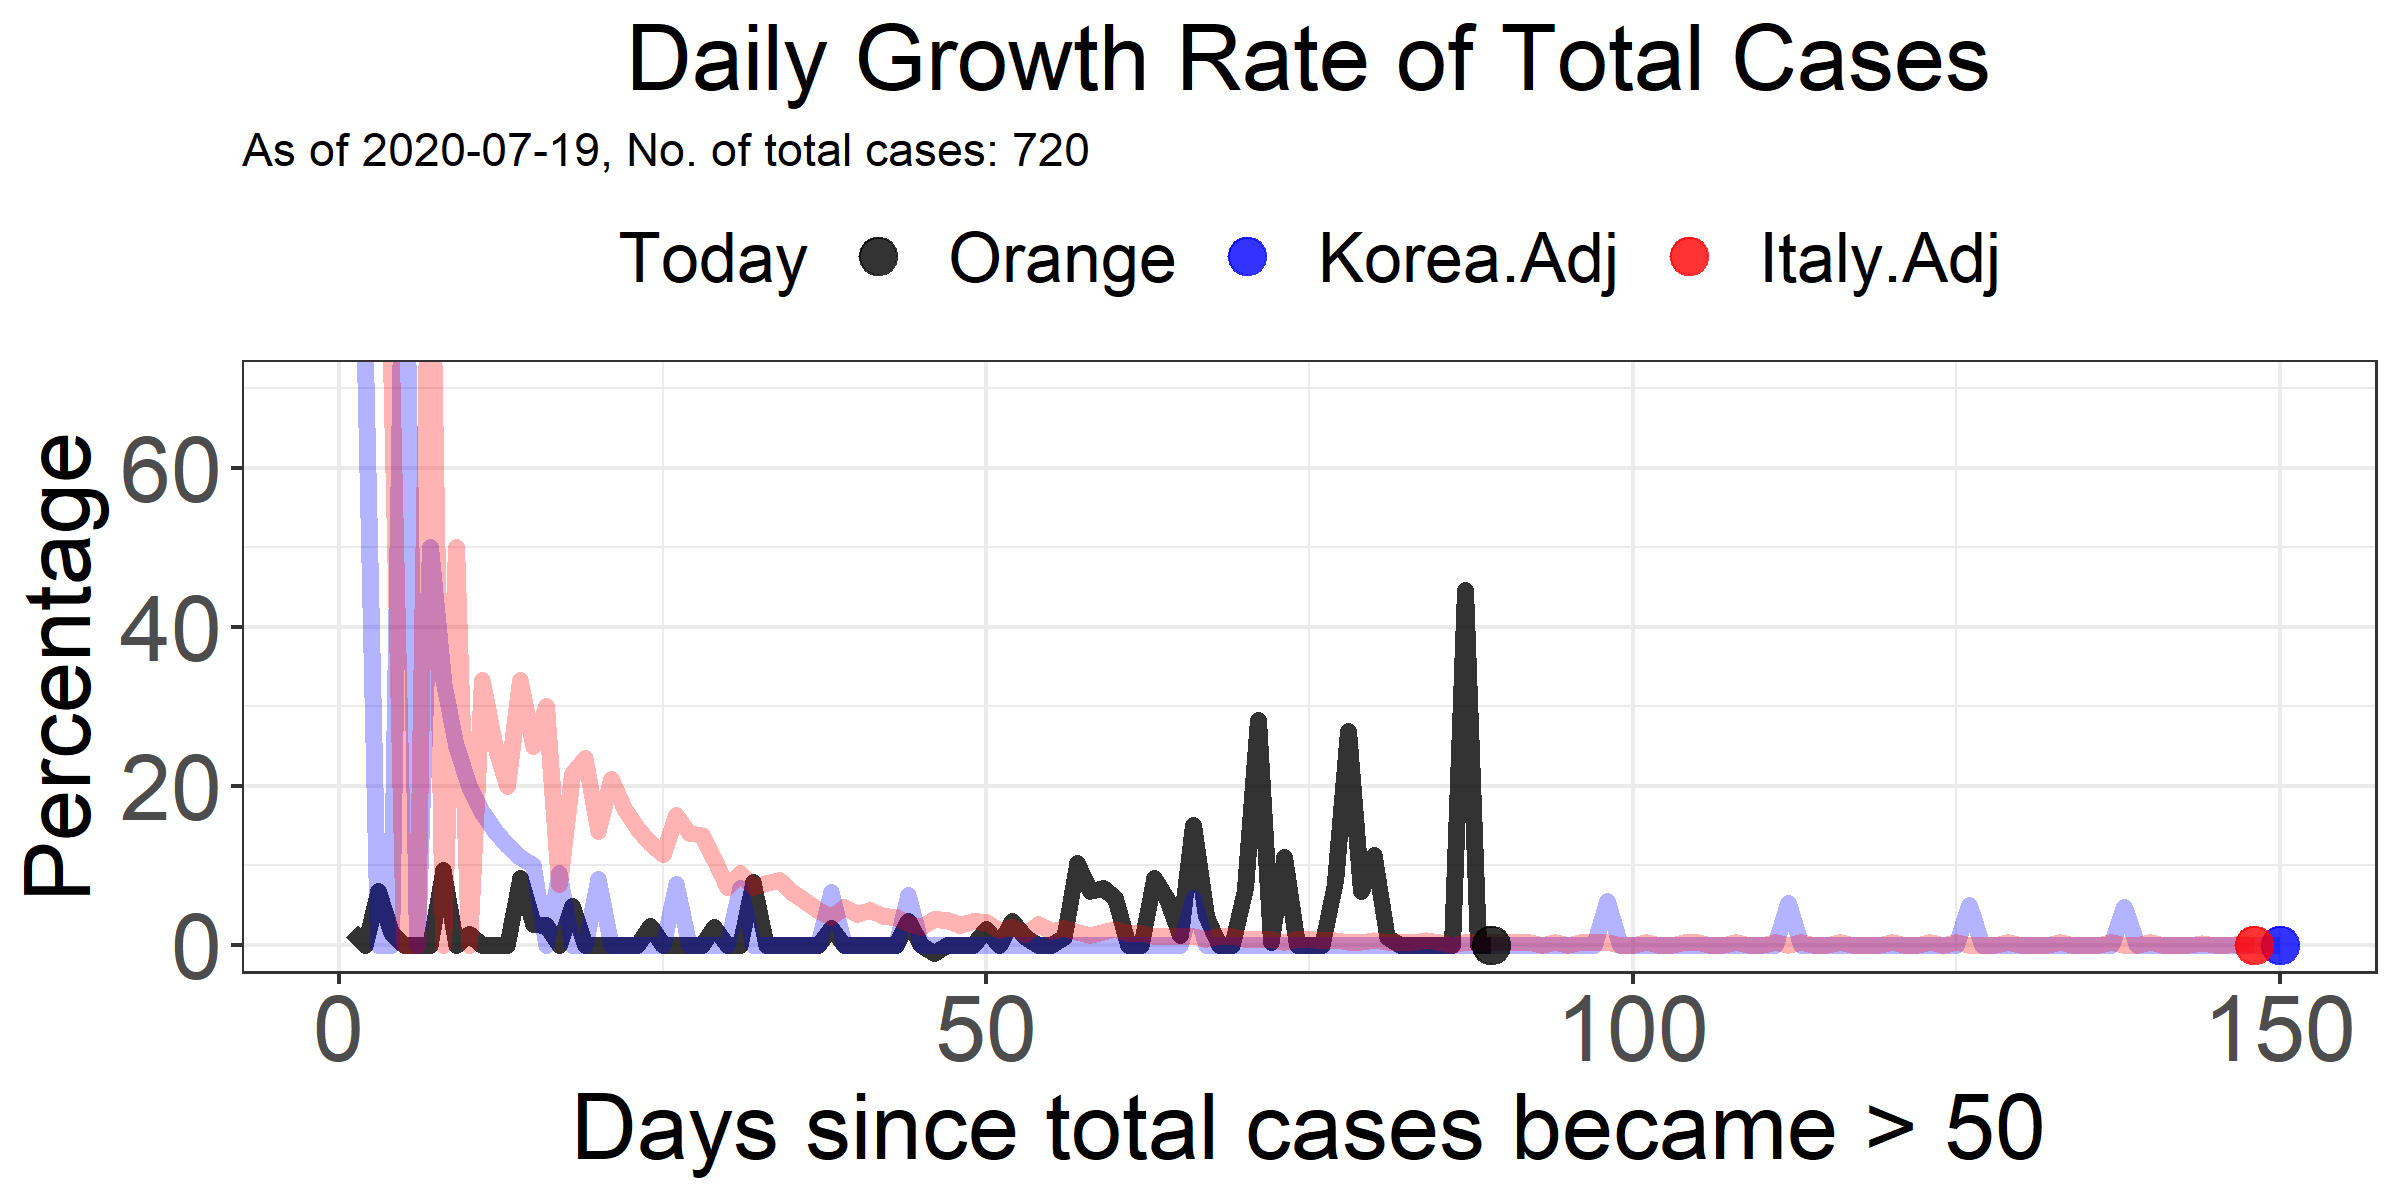 Daily Growth Rate of Total Cases
As of 2020-07-19, No. of total cases: 720
Today Orange Korea.Adj Italy.Adj
Percentage
60
40
20
0
0 50 100 150
Days since total cases became > 50